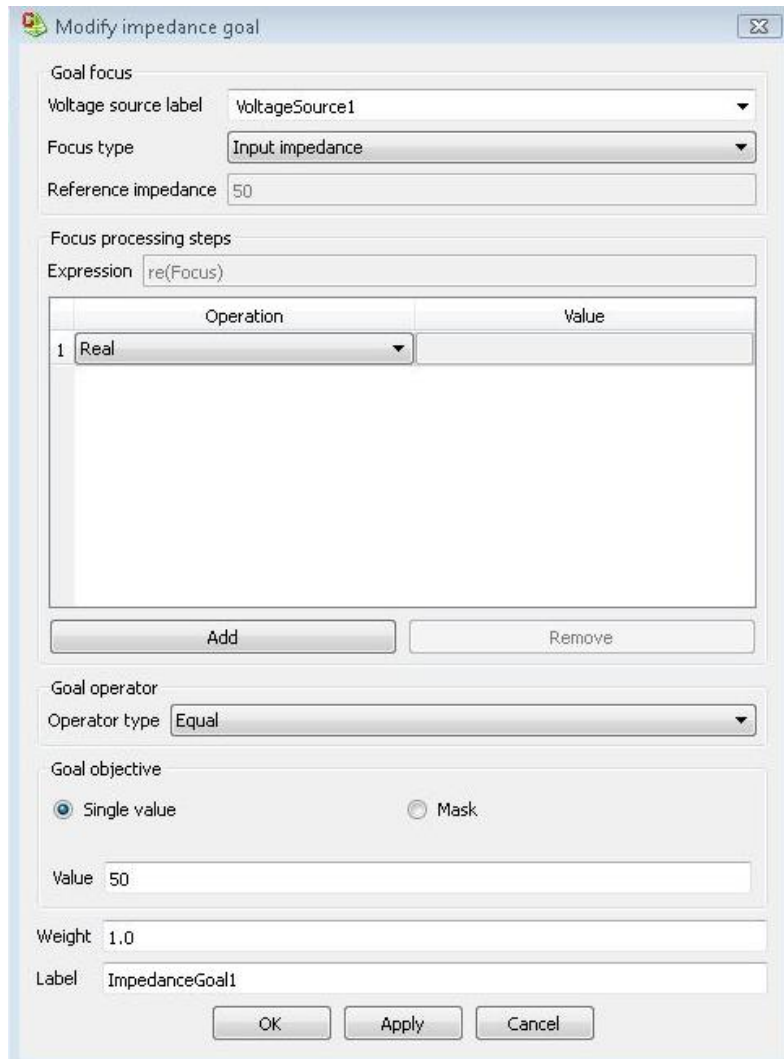 Modify impedance goal
Goal focus
Voltage source label VoltageSource1
Focus type Input impedance
Reference impedance 50
Focus processing steps
Expression re(Focus)
Operation Value
1 Real
Add Remove
Goal operator
Operator type Equal
Goal objective
Single value Mask
Value 50
Weight 1.0
Label ImpedanceGoal1
OK Apply Cancel